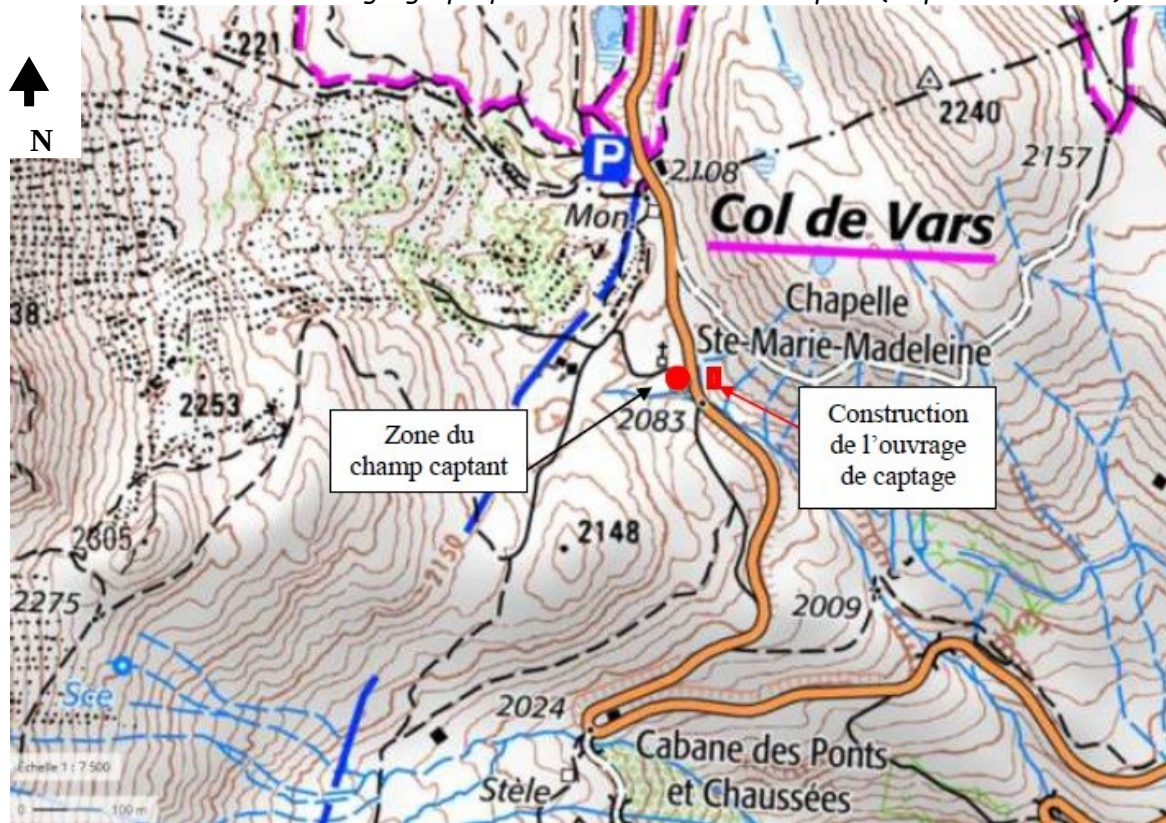 221
N
P
2240
2108
2157
Mon.
Col de Vars
38
Chapelle
Ste-Marie-Madeleine
2253
2083
Zone du
champ captant
Construction
de l'ouvrage
de captage
2148
2150
2305
2275
2009
Sce
2024
Cabane des Ponts
et Chaussées
Stèle
Échelle 1 : 7 500
0
100 m